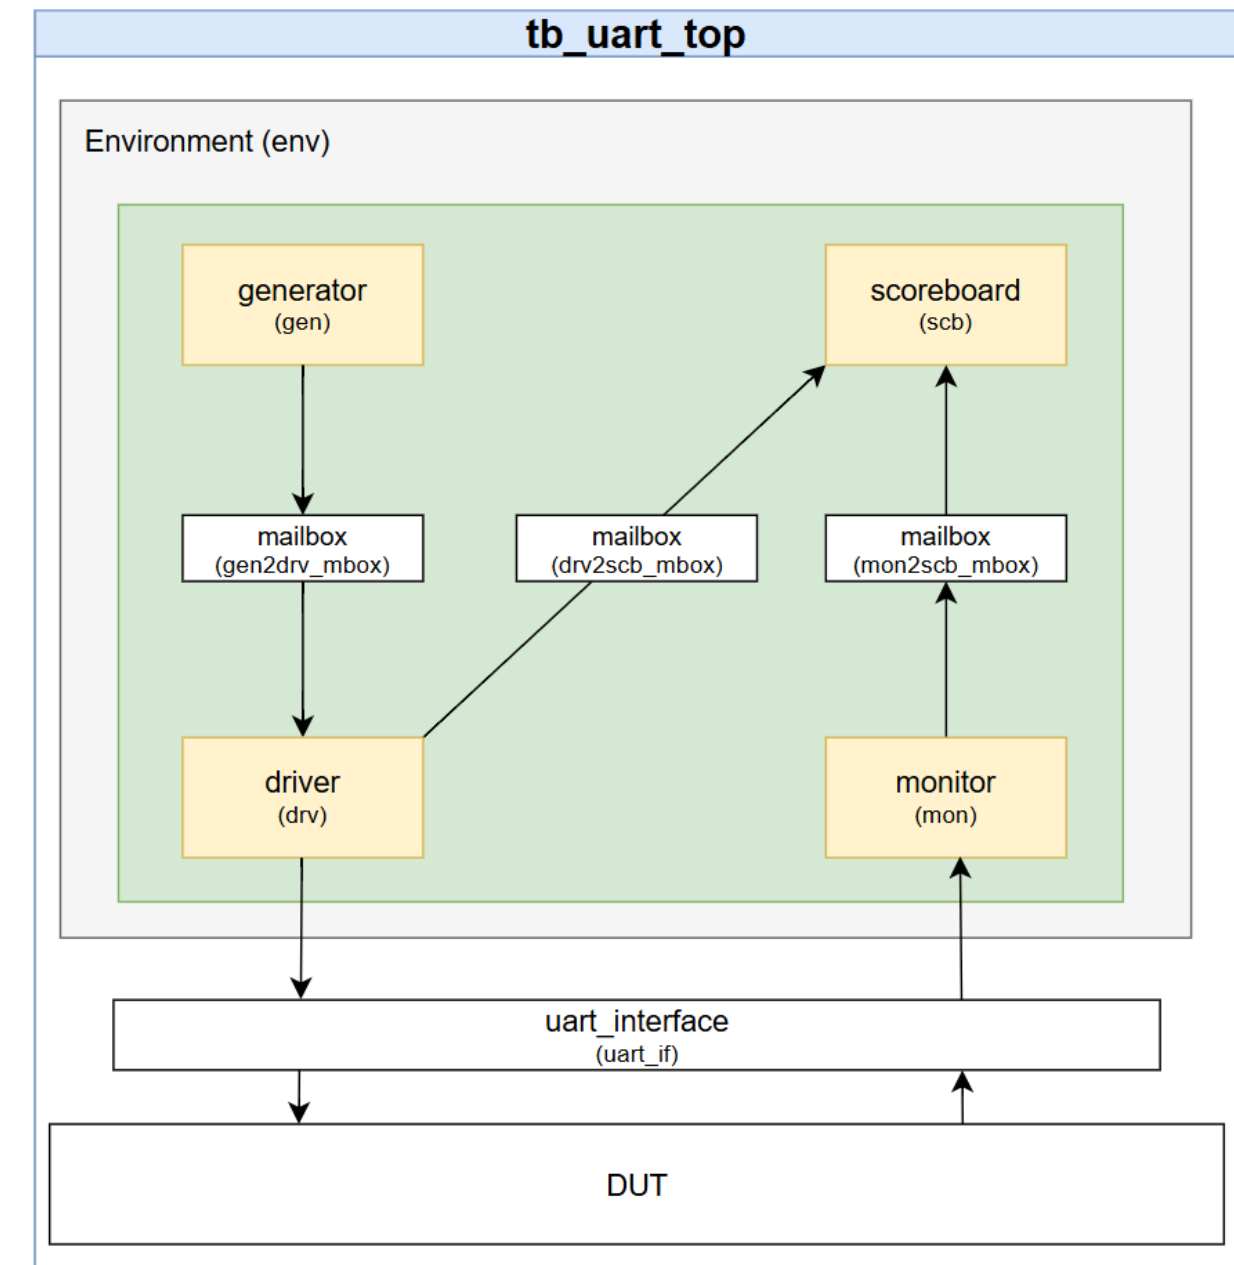 tb_uart_top
Environment (env)
generator
(gen)
scoreboard
(scb)
mailbox
(gen2drv_mbox)
mailbox
(drv2scb_mbox)
mailbox
(mon2scb_mbox)
driver
(drv)
monitor
(mon)
uart_interface
(uart_if)
DUT